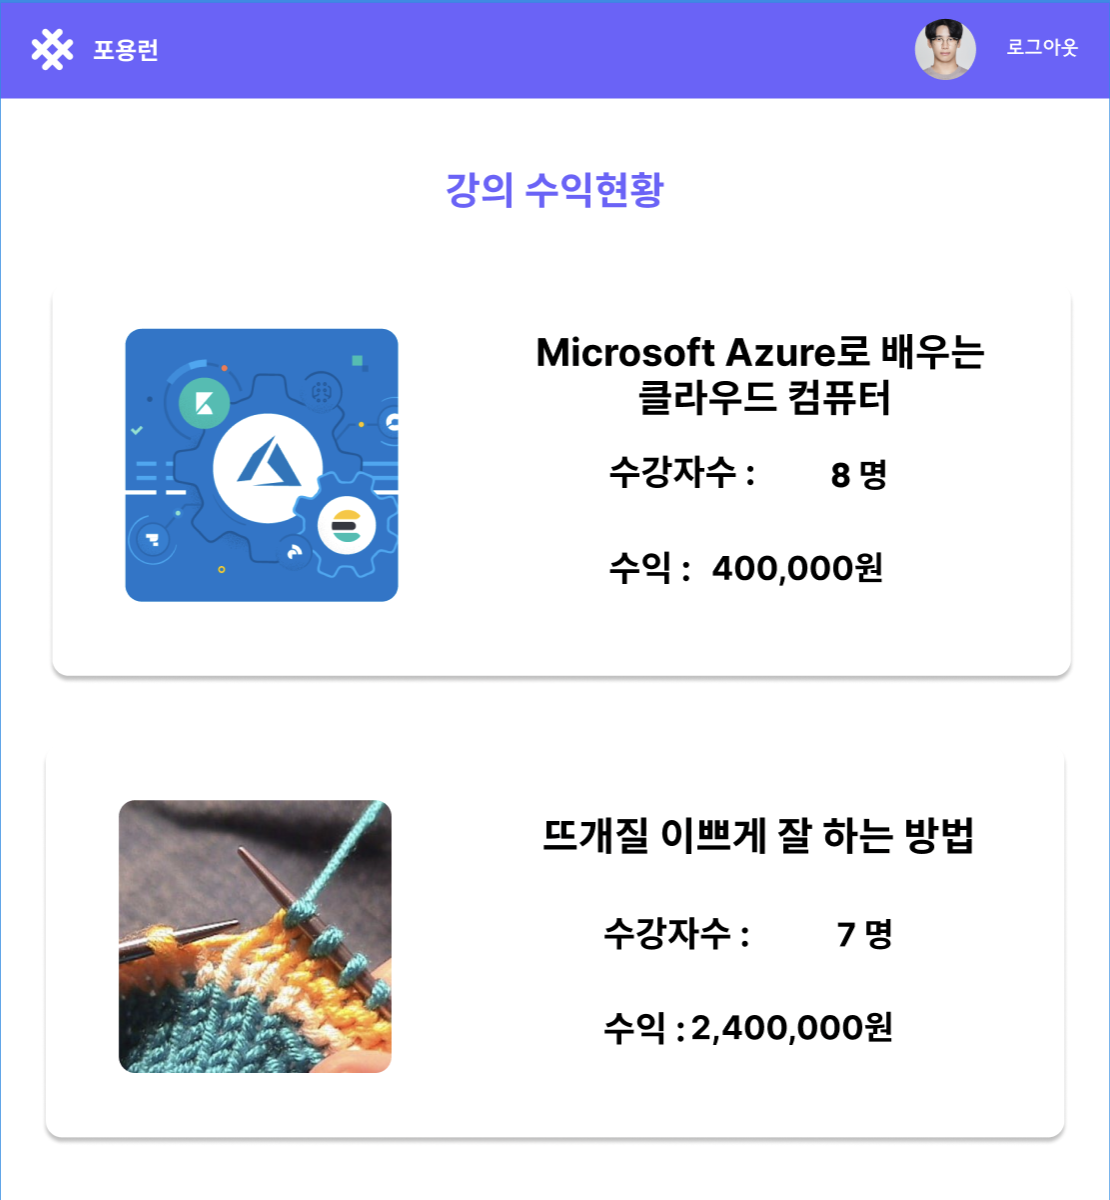 포용런
로그아웃
강의 수익현황
Microsoft Azure로 배우는
클라우드 컴퓨터
수강자수 : 8 명
수익 : 400,000원
뜨개질 이쁘게 잘 하는 방법
수강자수 : 7 명
수익 : 2,400,000원